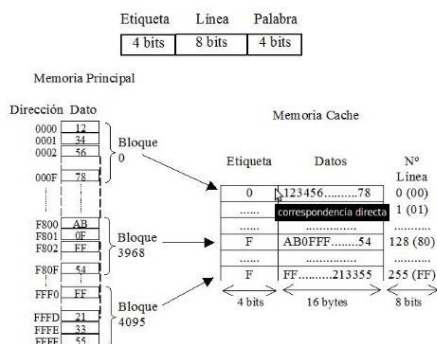 Etiqueta Línea Palabra
4 bits 8 bits 4 bits
Memoria Principal
Dirección Dato
0000 12
0001 34
0002 56
000F 78
Bloque
0
F800 AB
F801 0F
F802 FF
F80F 54
Bloque
3968
FFF0 FF
FFFD 21
FFFE 33
FFFF 55
Bloque
4095
Memoria Cache
Etiqueta Datos Nº
Línea
0 123456..........78 0 (00)
...... correspondencia directa 1 (01)
...... ................ ..........
F AB0FFF........54 128 (80)
...... ................ ..........
F FF...........213355 255 (FF)
4 bits 16 bytes 8 bits